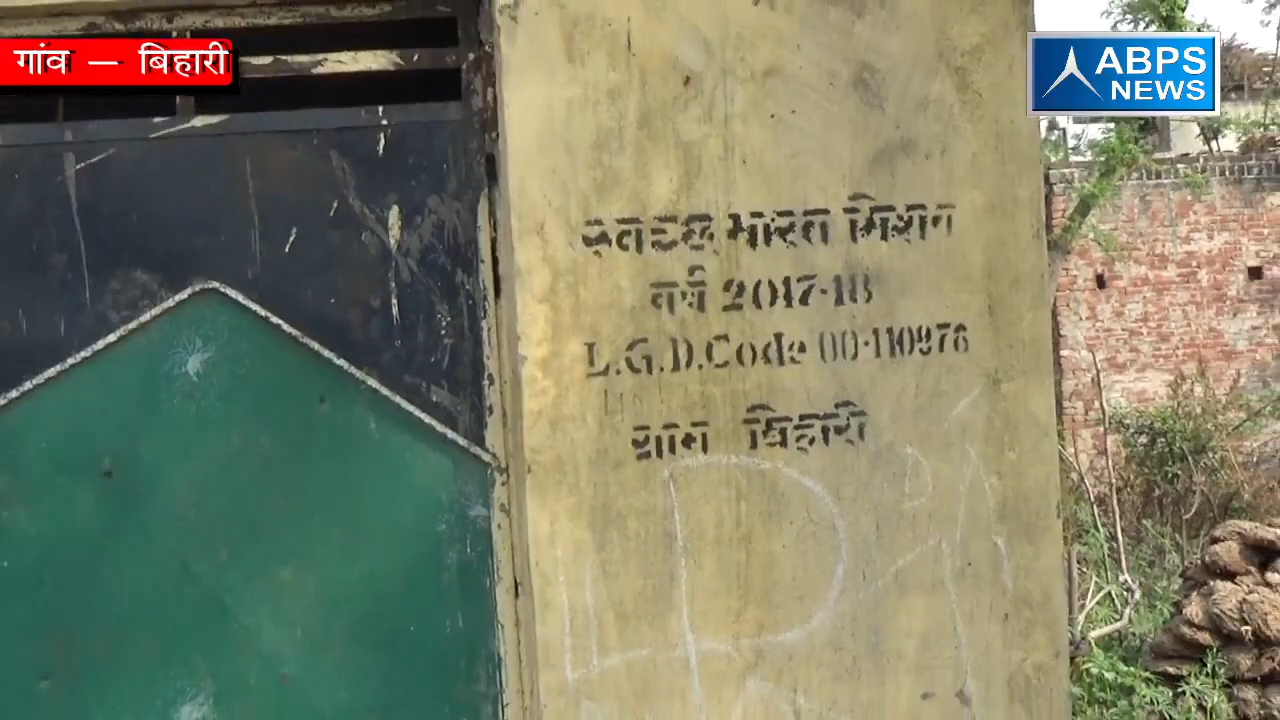 गांव — बिहारी
ABPS
NEWS
स्वच्छ भारत मिशन
वर्ष 2017-18
L.G.D.Code 00-110976
ग्राम बिहारी